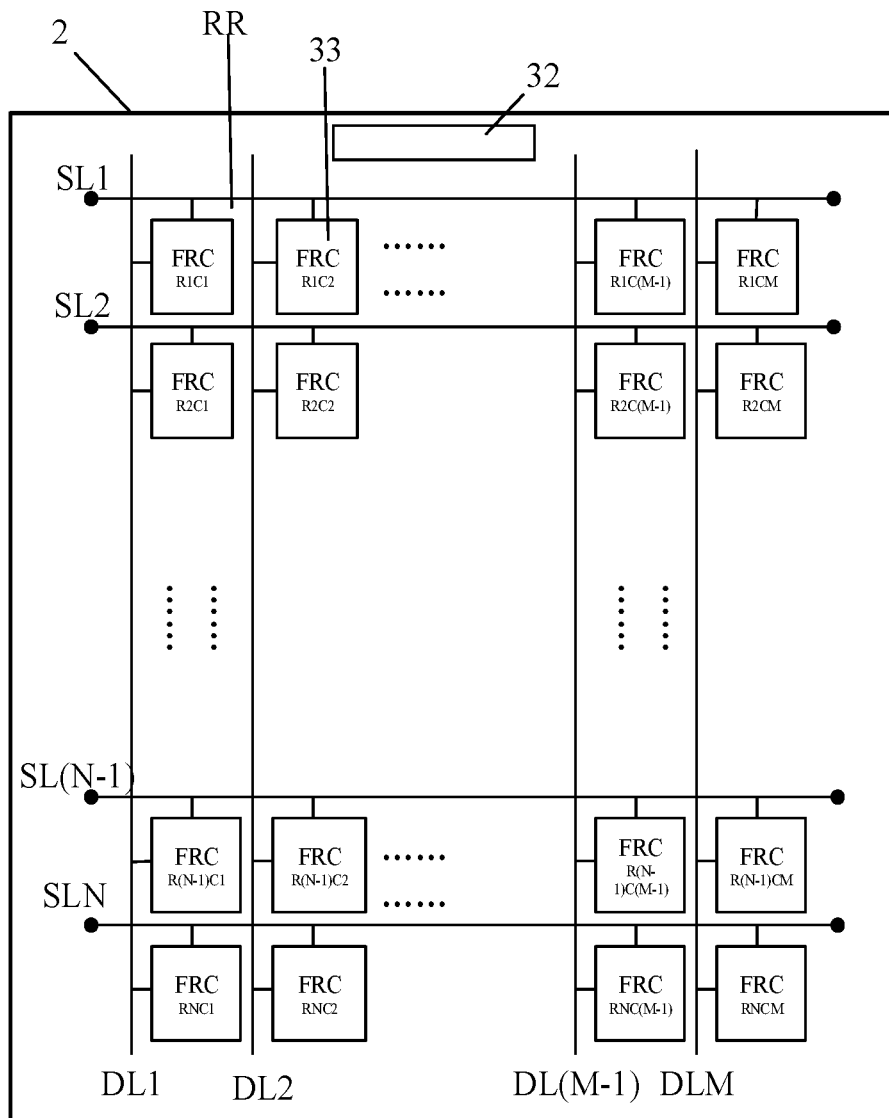 2
RR
33
32
SL1
FRC
R1C1
FRC
R1C2
......
......
FRC
R1C(M-1)
FRC
R1CM
SL2
FRC
R2C1
FRC
R2C2
FRC
R2C(M-1)
FRC
R2CM
SL(N-1)
FRC
R(N-1)C1
FRC
R(N-1)C2
......
......
FRC
R(N-
1)C(M-1)
FRC
R(N-1)CM
SLN
FRC
RNC1
FRC
RNC2
FRC
RNC(M-1)
FRC
RNCM
DL1
DL2
DL(M-1)
DLM